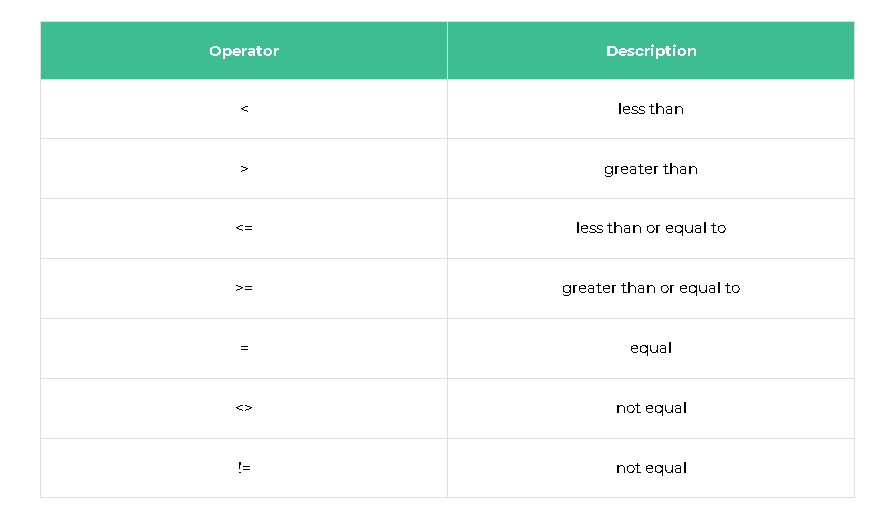 Operator Description
< less than
> greater than
<= less than or equal to
>= greater than or equal to
= equal
<> not equal
!= not equal